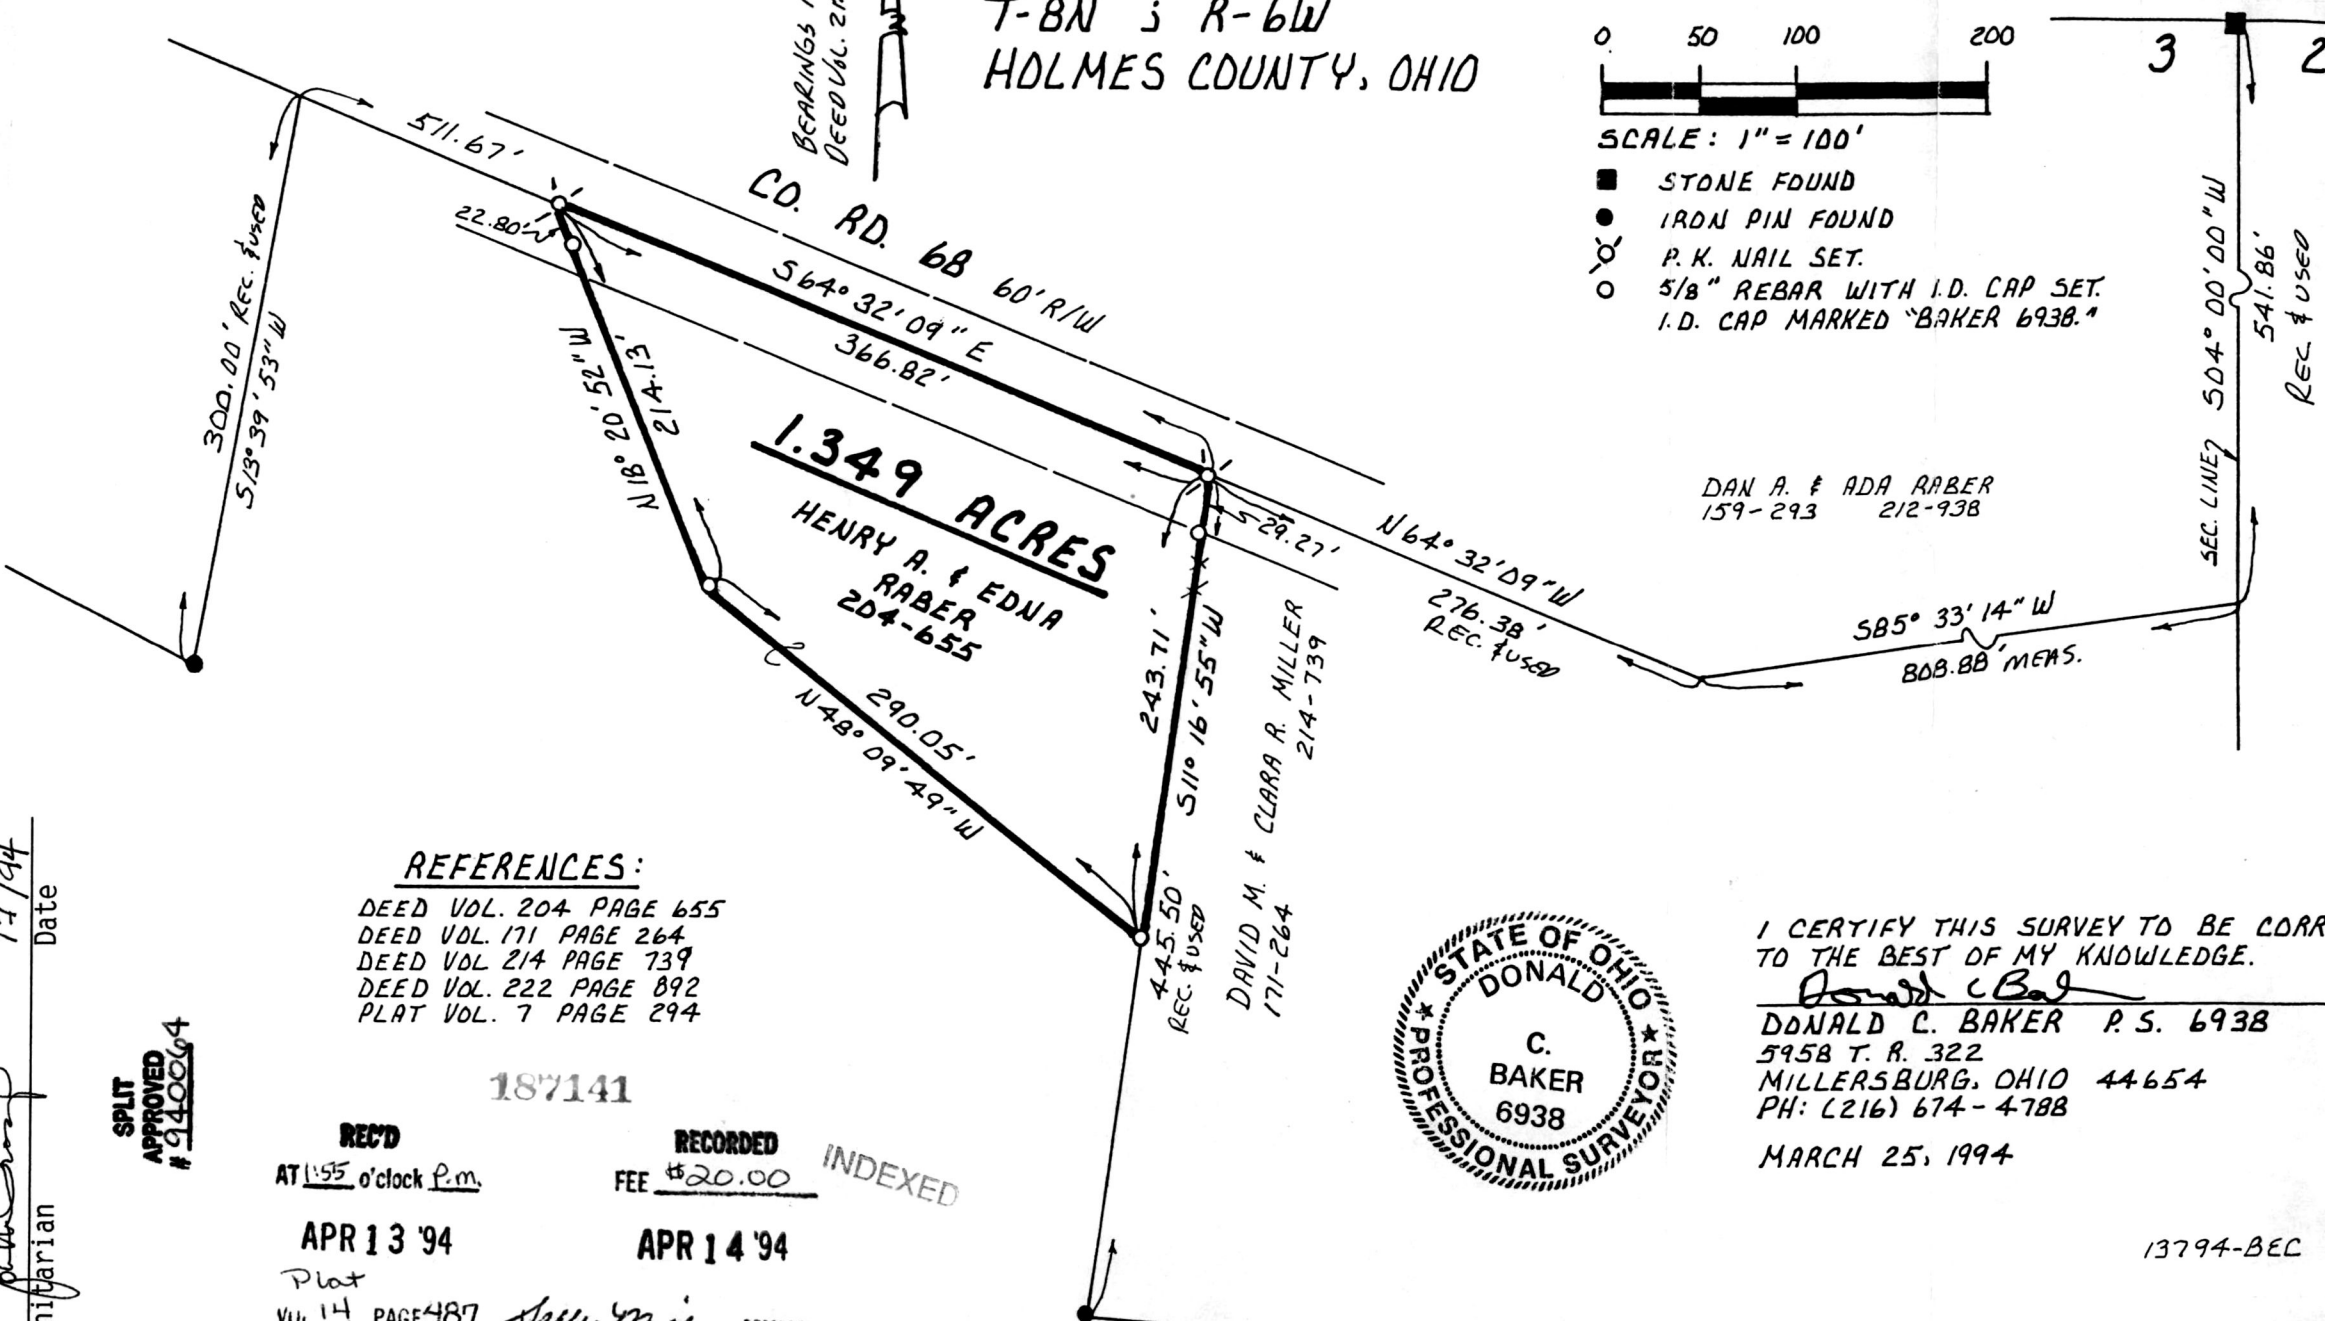 T-8N ; R-6W
HOLMES COUNTY, OHIO
BEARINGS
DEED VOL.
0 50 100 200
SCALE: 1" = 100'
STONE FOUND
IRON PIN FOUND
P. K. NAIL SET.
5/8" REBAR WITH I.D. CAP SET.
I.D. CAP MARKED "BAKER 6938."
3 2
SEC. LINE
S04° 00' 00" W
541.86'
REC & USED
511.67'
22.80'
300.00' REC. & USED
S13° 39' 53" W
CO. RD. 68 60' R/W
S64° 32' 09" E
366.82'
N18° 20' 52" W
214.13'
1.349 ACRES
HENRY A. & EDNA
RABER
204-655
29.27'
N64° 32' 09" W
276.38'
REC. & USED
DAN A. & ADA RABER
159-293 212-938
S85° 33' 14" W
808.88' MEAS.
243.71'
S11° 16' 55" W
290.05'
N48° 09' 49" W
445.50'
REC. & USED
DAVID M. & CLARA R. MILLER
171-264 214-739
REFERENCES:
DEED VOL. 204 PAGE 655
DEED VOL. 171 PAGE 264
DEED VOL 214 PAGE 739
DEED VOL. 222 PAGE 892
PLAT VOL. 7 PAGE 294
Date
SPLIT
APPROVED
# 940064
187141
REC'D
AT 1:55 o'clock P.m.
APR 13 '94
Plat
14 PAGE 487
RECORDED
FEE $20.00
APR 14 '94
INDEXED
STATE OF OHIO
DONALD
C.
BAKER
6938
PROFESSIONAL SURVEYOR
I CERTIFY THIS SURVEY TO BE CORR
TO THE BEST OF MY KNOWLEDGE.
Donald C Baker
DONALD C. BAKER P.S. 6938
5958 T. R. 322
MILLERSBURG, OHIO 44654
PH: (216) 674-4788
MARCH 25, 1994
13794-BEC